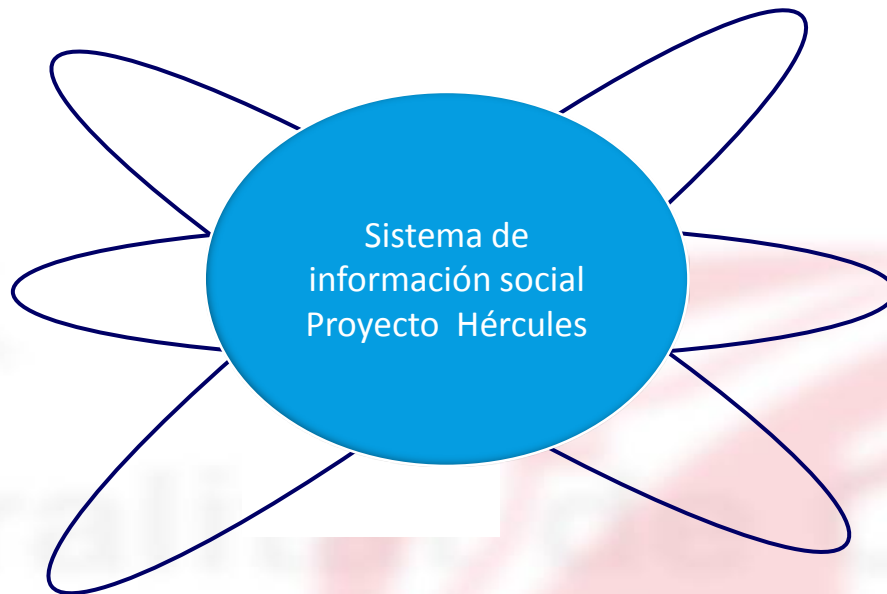 Sistema de
información social
Proyecto Hércules